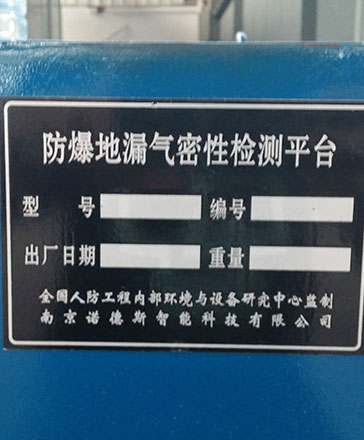 防爆地漏气密性检测平台
型 号 编号
出厂日期 重量
全国人防工程内部环境与设备研究中心监制
南京诺德斯智能科技有限公司